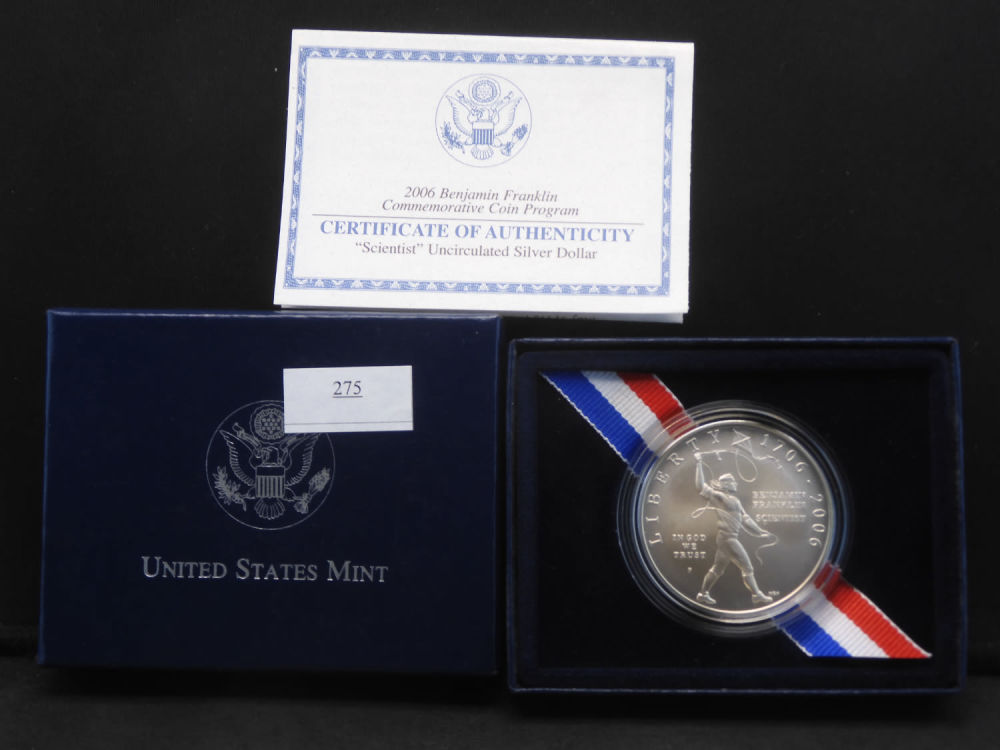 2006 Benjamin Franklin
Commemorative Coin Program
CERTIFICATE OF AUTHENTICITY
“Scientist” Uncirculated Silver Dollar
275
UNITED STATES MINT
LIBERTY 1706-2006
BENJAMIN
FRANKLIN
SCIENTIST
IN GOD
WE
TRUST
P